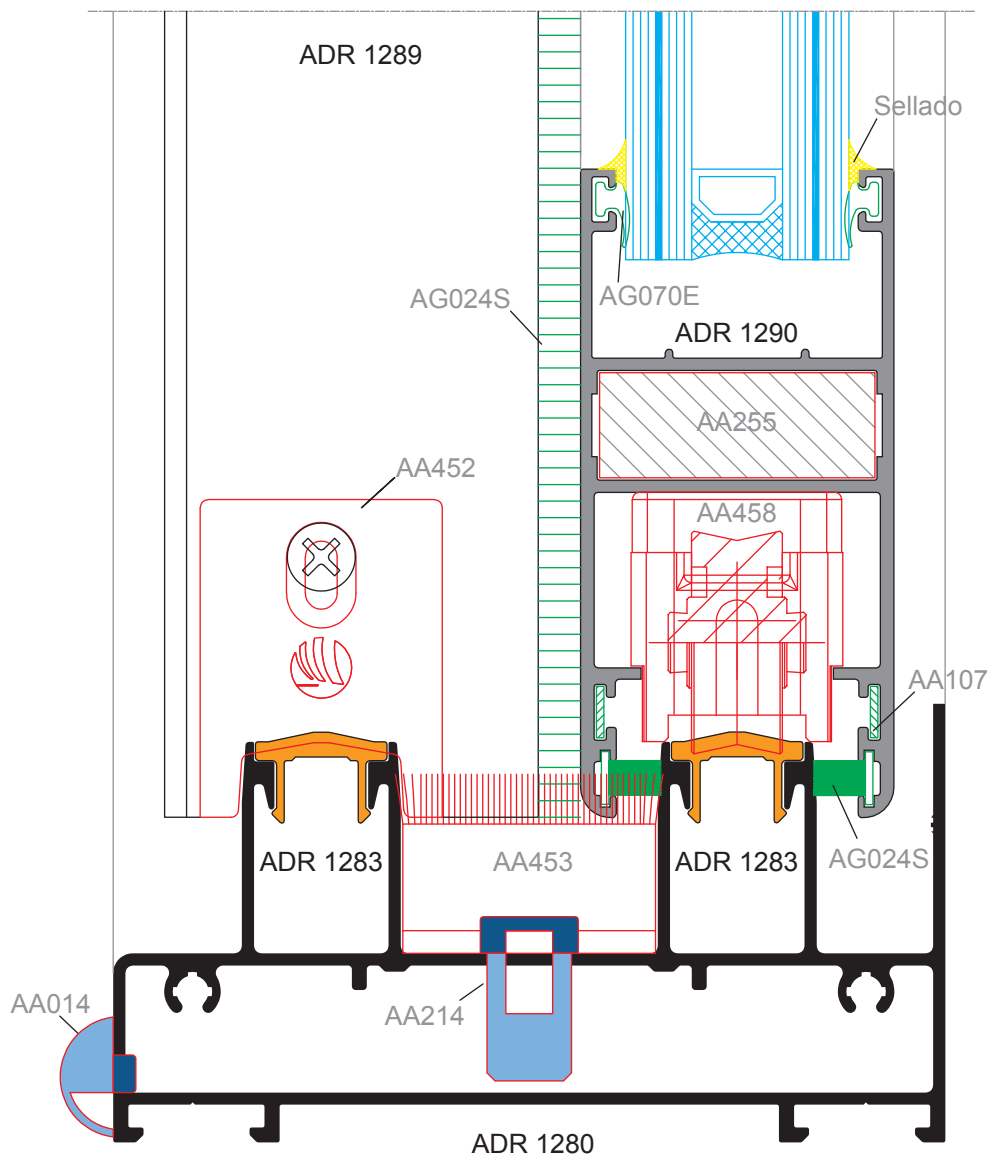 ADR 1289
Sellado
AG024S
AG070E
ADR 1290
AA255
AA452
AA458
AA107
ADR 1283
AA453
ADR 1283
AG024S
AA014
AA214
ADR 1280